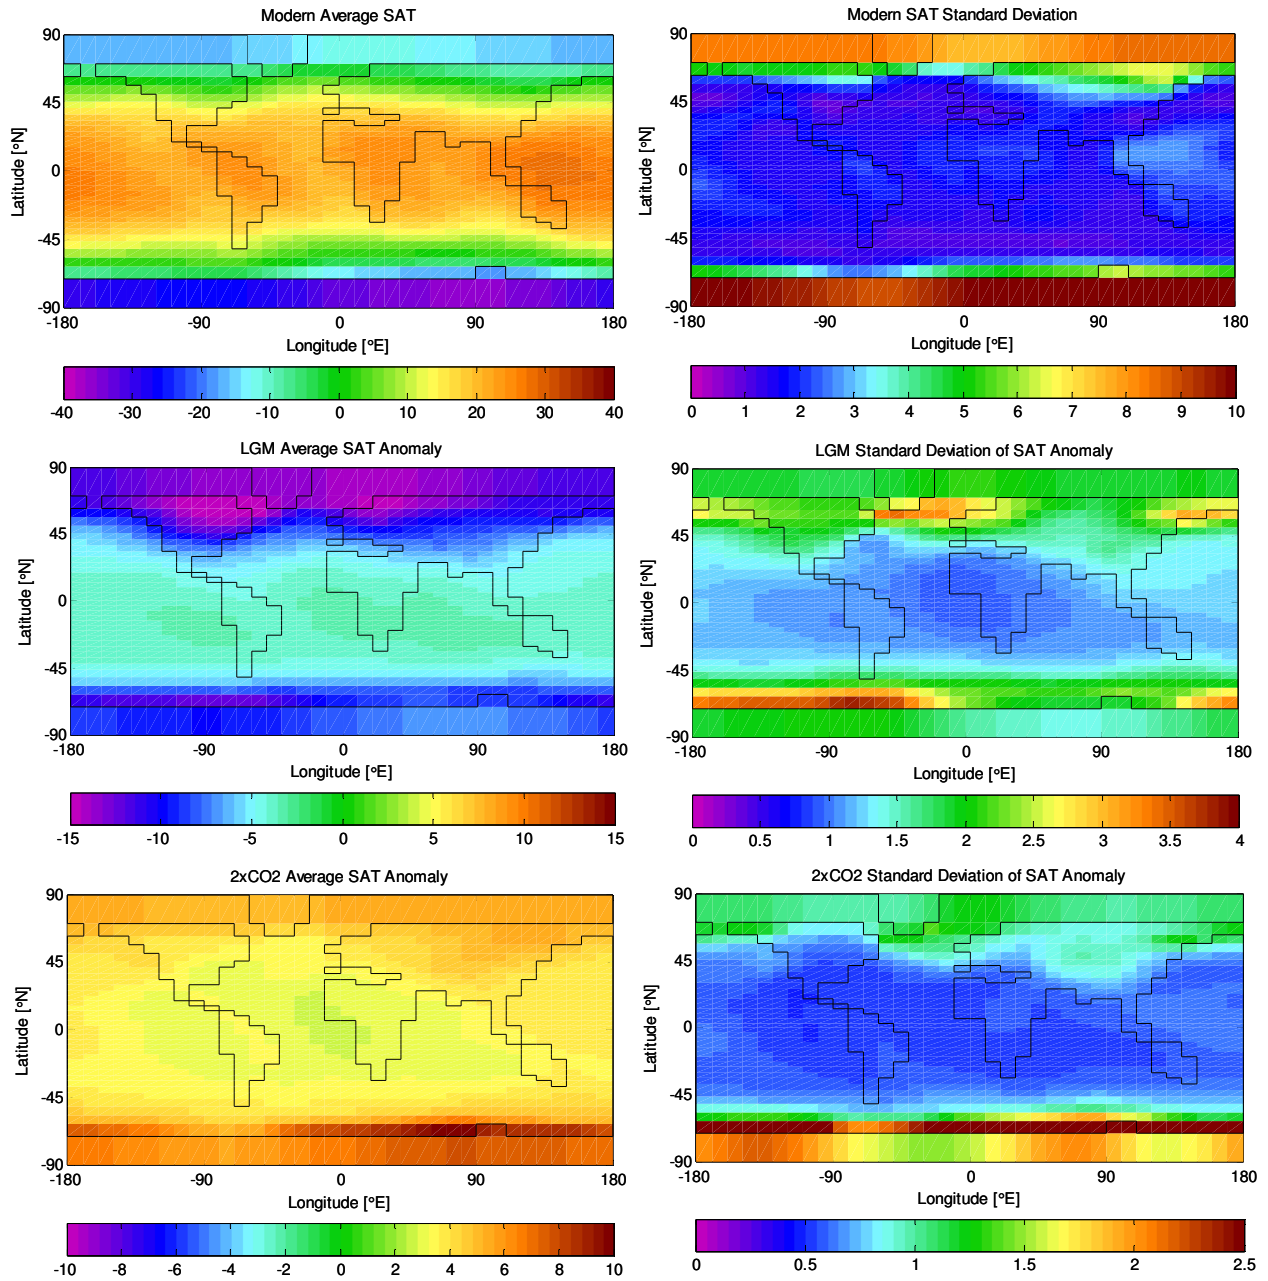 Modern Average SAT
Modern SAT Standard Deviation
90
45
0
-45
-90
Latitude [°N]
-180 -90 0 90 180
Longitude [°E]
-40 -30 -20 -10 0 10 20 30 40
90
45
0
-45
-90
Latitude [°N]
-180 -90 0 90 180
Longitude [°E]
0 1 2 3 4 5 6 7 8 9 10
LGM Average SAT Anomaly
LGM Standard Deviation of SAT Anomaly
90
45
0
-45
-90
Latitude [°N]
-180 -90 0 90 180
Longitude [°E]
-15 -10 -5 0 5 10 15
90
45
0
-45
-90
Latitude [°N]
-180 -90 0 90 180
Longitude [°E]
0 0.5 1 1.5 2 2.5 3 3.5 4
2xCO2 Average SAT Anomaly
2xCO2 Standard Deviation of SAT Anomaly
90
45
0
-45
-90
Latitude [°N]
-180 -90 0 90 180
Longitude [°E]
-10 -8 -6 -4 -2 0 2 4 6 8 10
90
45
0
-45
-90
Latitude [°N]
-180 -90 0 90 180
Longitude [°E]
0 0.5 1 1.5 2 2.5